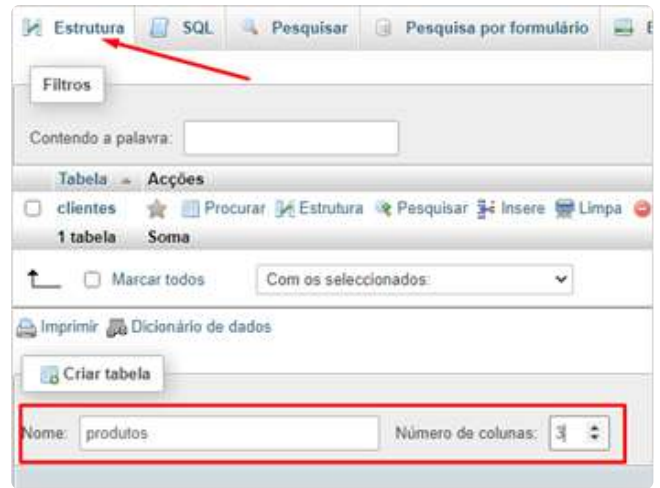 Estrutura SQL Pesquisar Pesquisa por formulário
Filtros
Contendo a palavra:
Tabela Acções
clientes Procurar Estrutura Pesquisar Insere Limpa
1 tabela Soma
Marcar todos Com os seleccionados:
Imprimir Dicionário de dados
Criar tabela
Nome: produtos Número de colunas: 3